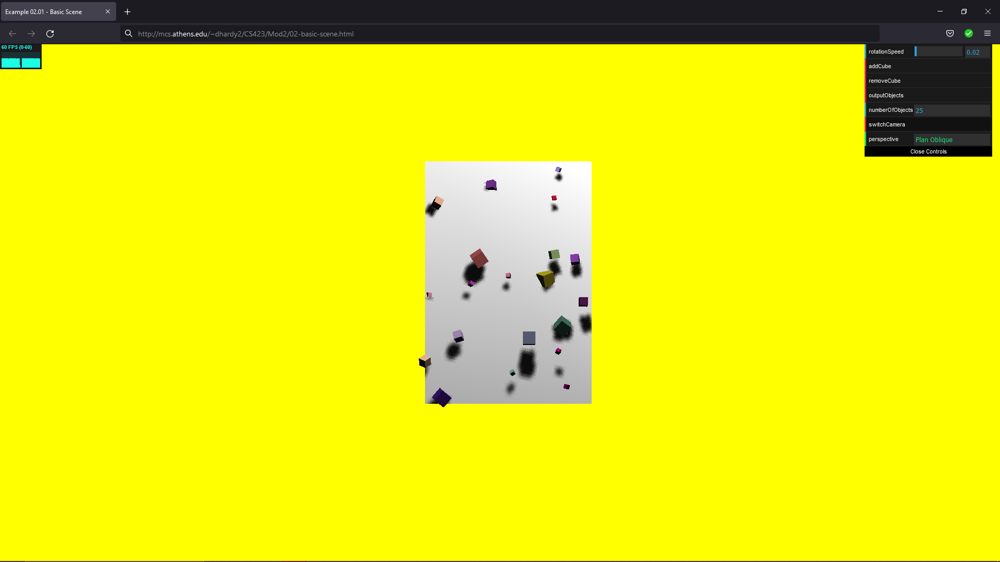 Example 02.01 - Basic Scene
http://mcs.athens.edu/~dhardy2/CS423/Mod2/02-basic-scene.html
60 FPS (0-60)
rotationSpeed 0.02
addCube
removeCube
outputObjects
numberOfObjects 25
switchCamera
perspective Plan Oblique
Close Controls